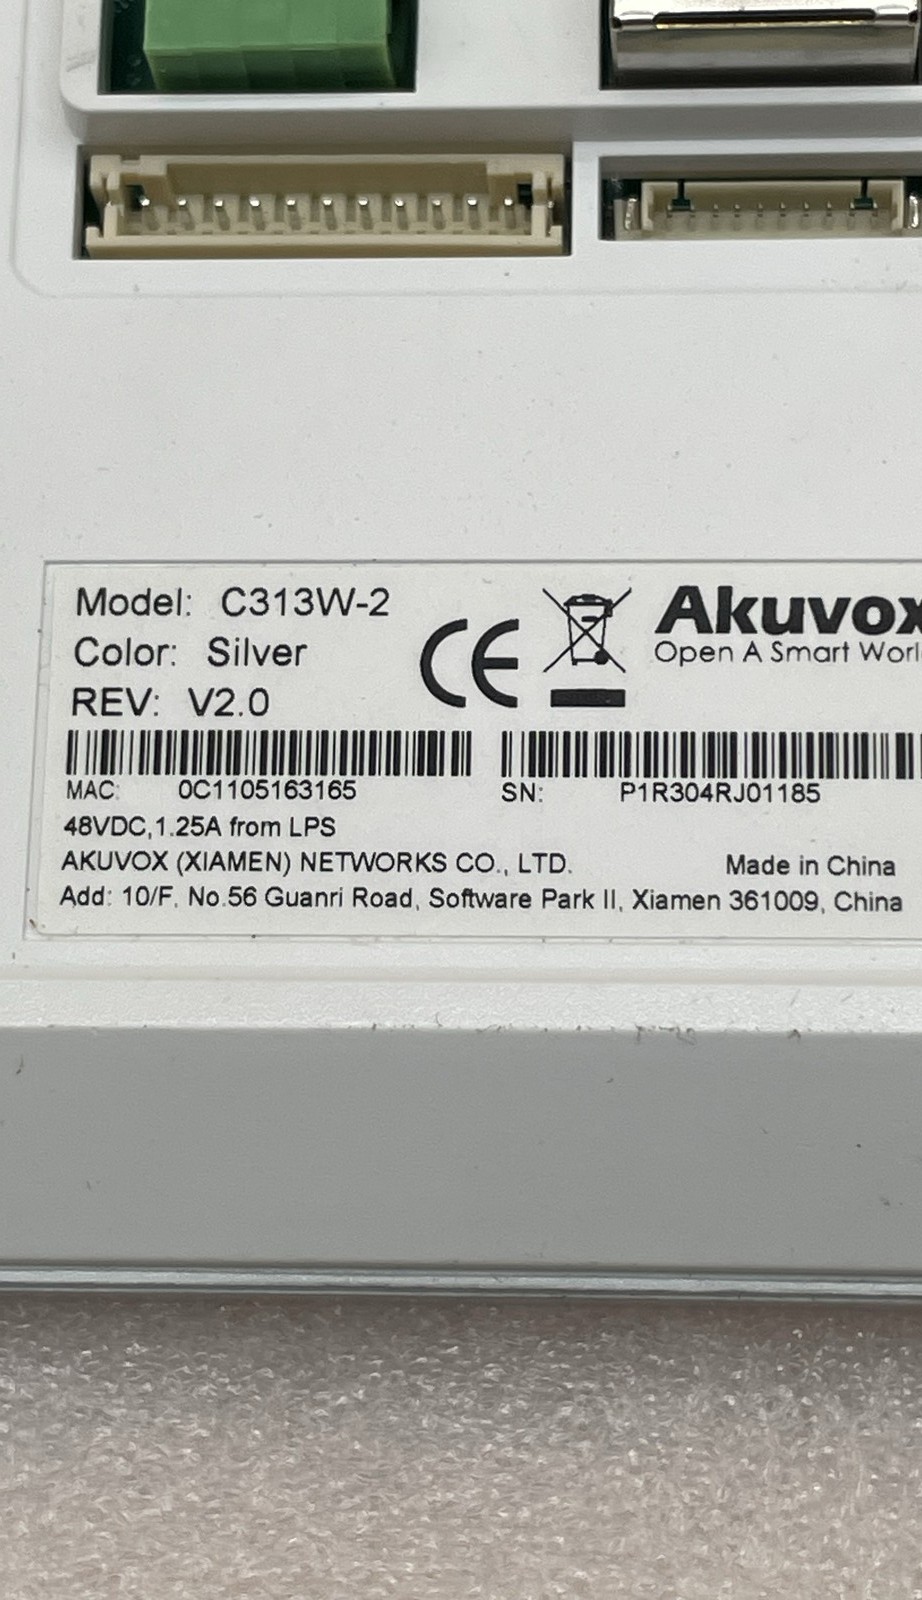 Model: C313W-2
Color: Silver
REV: V2.0
CE
Akuvox
Open A Smart Worl
MAC: 0C1105163165
SN: P1R304RJ01185
48VDC,1.25A from LPS
AKUVOX (XIAMEN) NETWORKS CO., LTD. Made in China
Add: 10/F, No.56 Guanri Road, Software Park II, Xiamen 361009, China